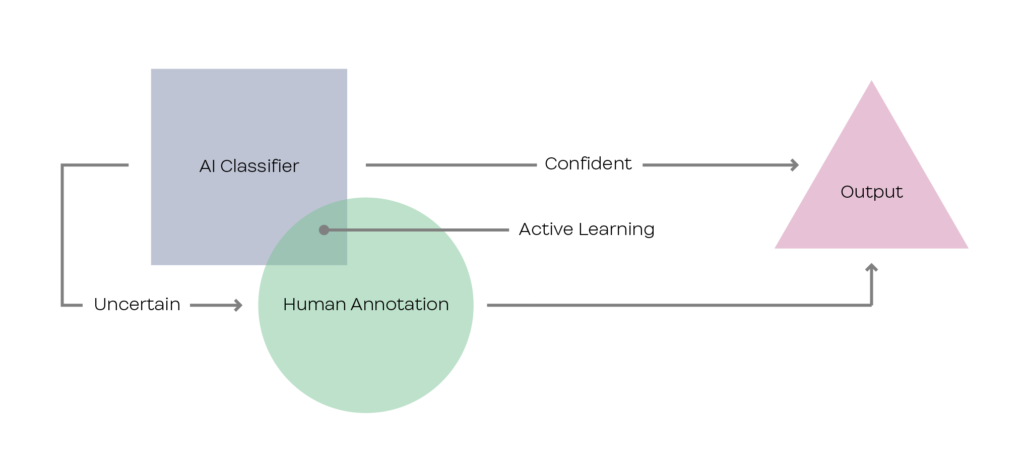 AI Classifier
Confident
Output
Active Learning
Uncertain
Human Annotation